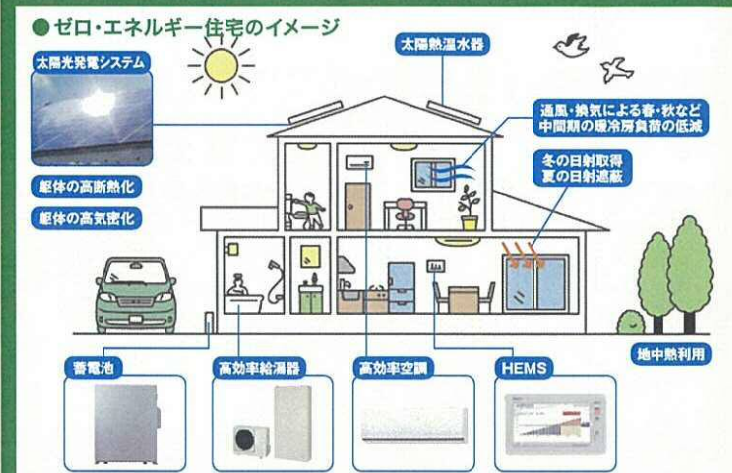 ●ゼロ・エネルギー住宅のイメージ
太陽光発電システム
太陽熱温水器
通風・換気による春・秋など
中間期の暖冷房負荷の低減
冬の日射取得
夏の日射遮蔽
躯体の高断熱化
躯体の高気密化
地中熱利用
蓄電池
高効率給湯器
高効率空調
HEMS